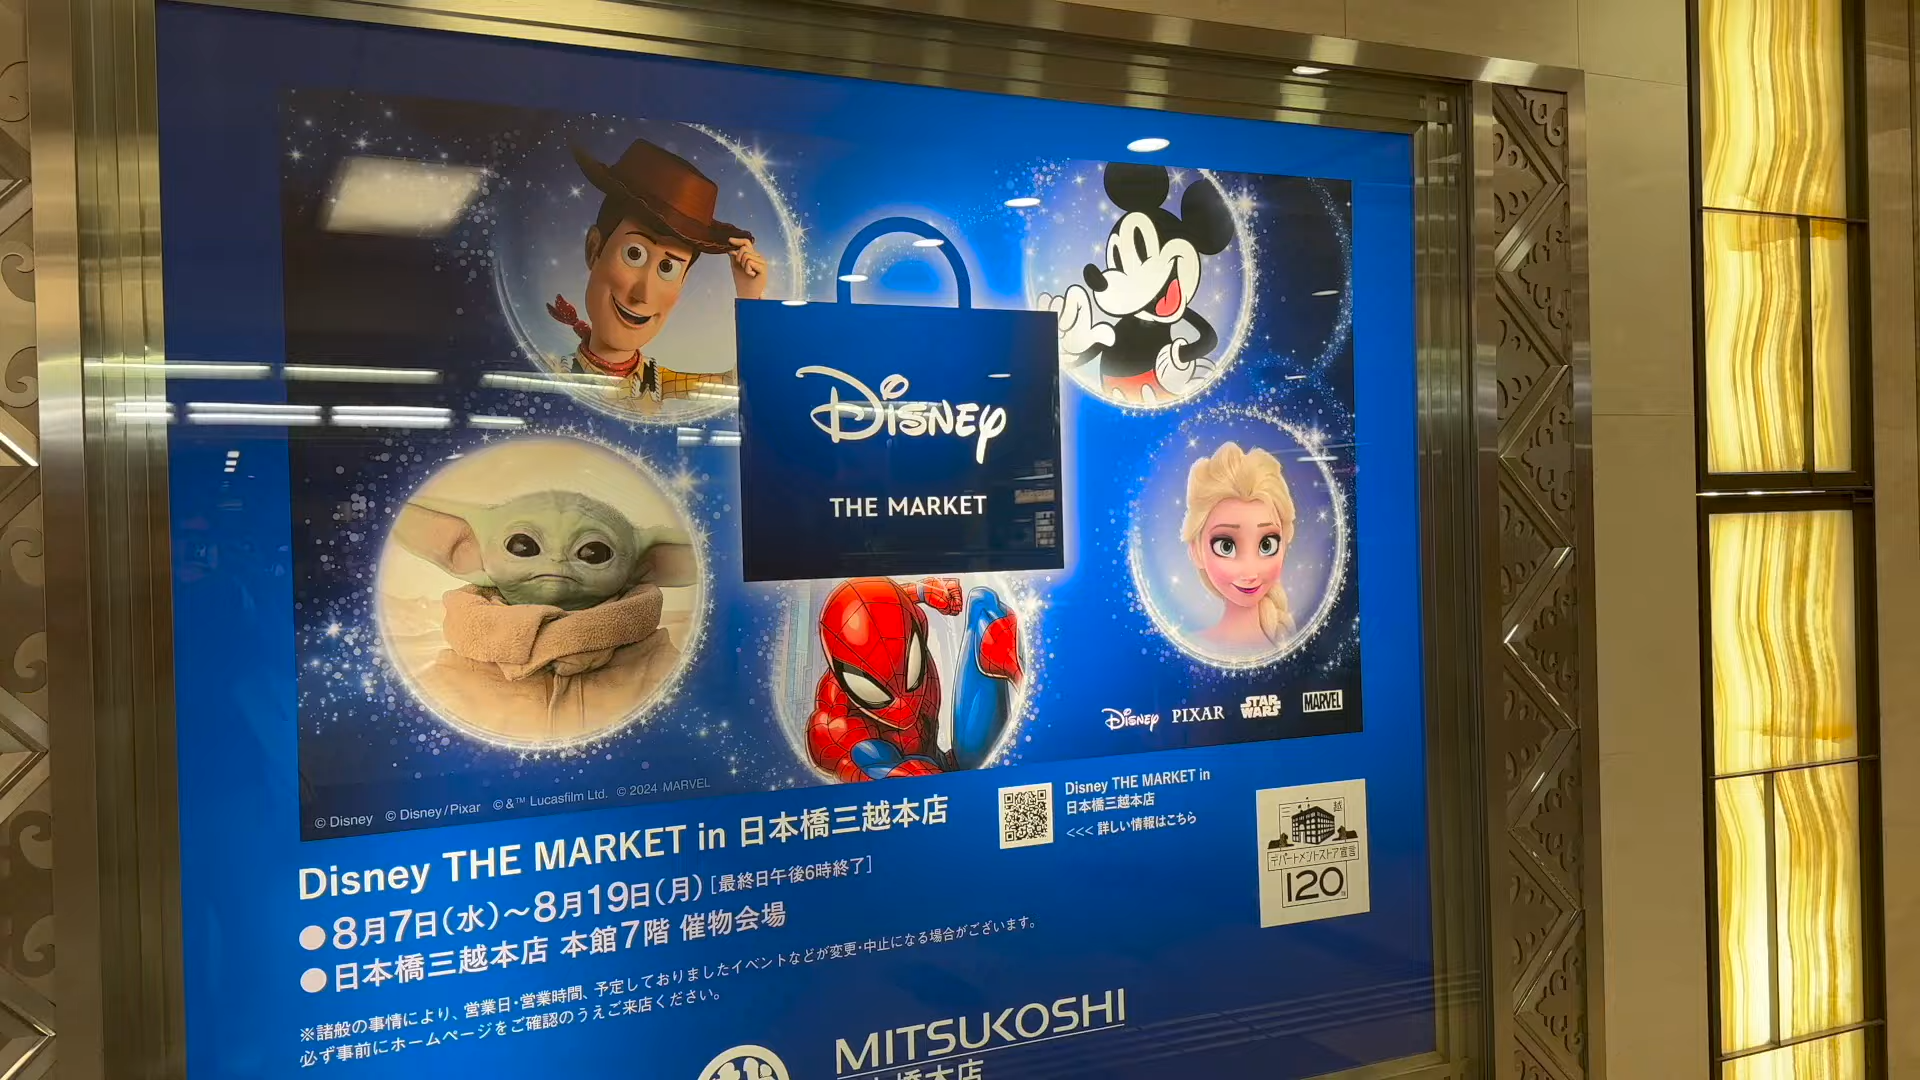 Disney
THE MARKET
Disney PIXAR STAR WARS MARVEL
© Disney © Disney/Pixar © &™ Lucasfilm Ltd. © 2024 MARVEL
Disney THE MARKET in 日本橋三越本店
●8月7日(水)～8月19日(月)[最終日午後6時終了]
●日本橋三越本店 本館7階 催物会場
※諸般の事情により、営業日・営業時間、予定しておりましたイベントなどが変更・中止になる場合がございます。
必ず事前にホームページをご確認のうえご来店ください。
Disney THE MARKET in
日本橋三越本店
<<< 詳しい情報はこちら
越
デパートメントストア宣言
120
MITSUKOSHI
本店